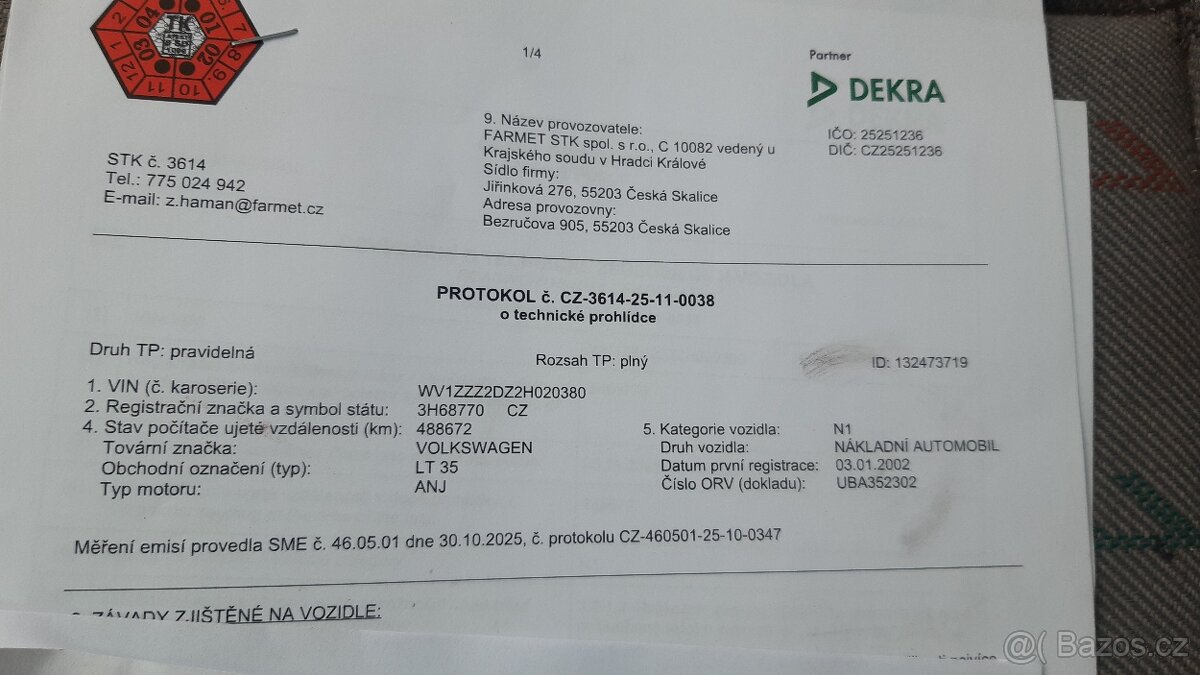 1/4
Partner
DEKRA
IČO: 25251236
DIČ: CZ25251236
STK č. 3614
Tel.: 775 024 942
E-mail: z.haman@farmet.cz
9. Název provozovatele:
FARMET STK spol. s r.o., C 10082 vedený u
Krajského soudu v Hradci Králové
Sídlo firmy:
Jiřinková 276, 55203 Česká Skalice
Adresa provozovny:
Bezručova 905, 55203 Česká Skalice
PROTOKOL č. CZ-3614-25-11-0038
o technické prohlídce
Druh TP: pravidelná
Rozsah TP: plný
ID: 132473719
1. VIN (č. karoserie): WV1ZZZ2DZ2H020380
2. Registrační značka a symbol státu: 3H68770 CZ
4. Stav počítače ujeté vzdálenosti (km): 488672
Tovární značka: VOLKSWAGEN
Obchodní označení (typ): LT 35
Typ motoru: ANJ
5. Kategorie vozidla: N1
Druh vozidla: NÁKLADNÍ AUTOMOBIL
Datum první registrace: 03.01.2002
Číslo ORV (dokladu): UBA352302
Měření emisí provedla SME č. 46.05.01 dne 30.10.2025, č. protokolu CZ-460501-25-10-0347
ZÁVADY ZJIŠTĚNÉ NA VOZIDLE:
Bazos.cz